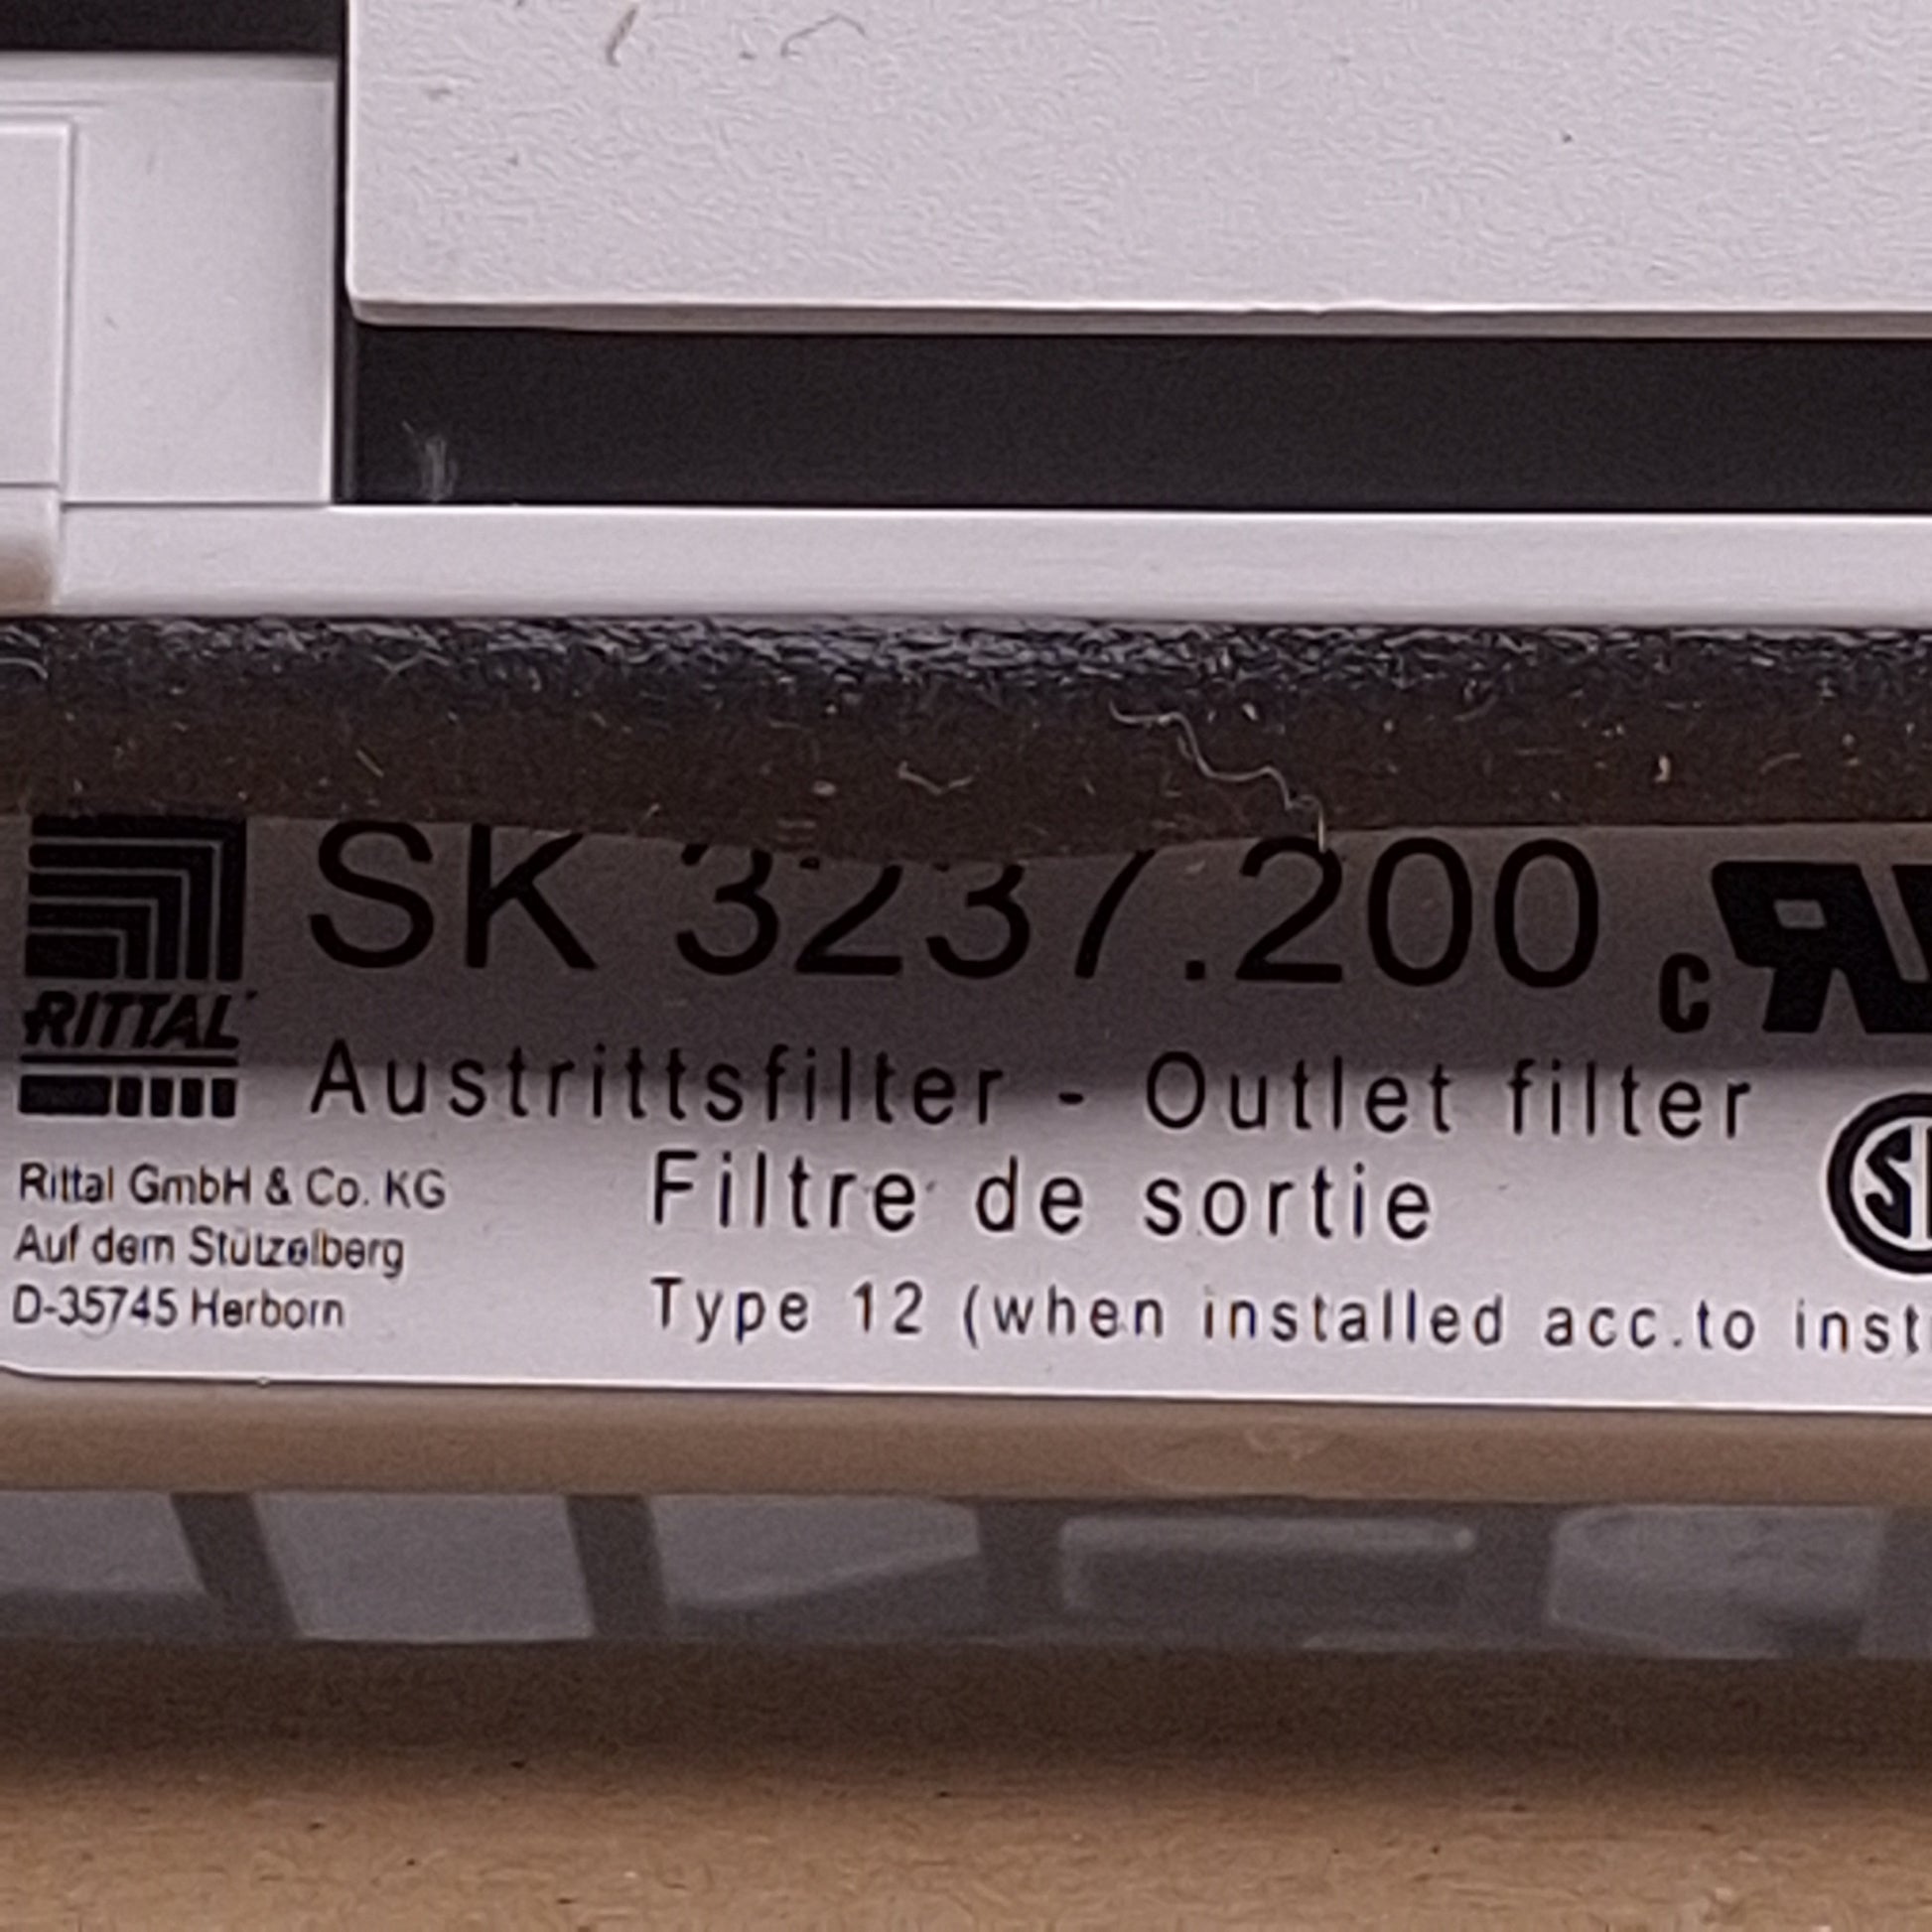 SK 3237.200
RITTAL
Austrittsfilter - Outlet filter
Filtre de sortie
Type 12 (when installed acc.to inst
Rittal GmbH & Co. KG
Auf dem Stützelberg
D-35745 Herborn